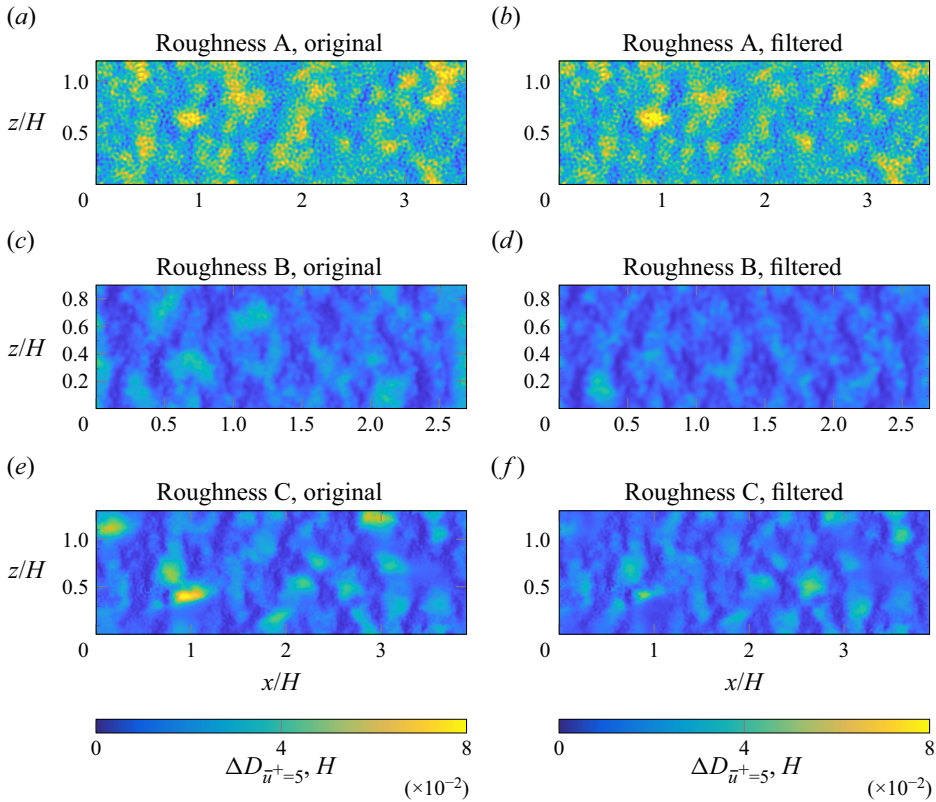 (a)
Roughness A, original
1.0
z/H
0.5
0
1
2
3
(b)
Roughness A, filtered
1.0
0.5
0
1
2
3
(c)
Roughness B, original
0.8
0.6
z/H
0.4
0.2
0
0.5
1.0
1.5
2.0
2.5
(d)
Roughness B, filtered
0.8
0.6
0.4
0.2
0
0.5
1.0
1.5
2.0
2.5
(e)
Roughness C, original
1.0
z/H
0.5
0
1
2
3
x/H
(f)
Roughness C, filtered
1.0
0.5
0
1
2
3
x/H
0
4
8
ΔD_{ū⁺=5}, H
(×10⁻²)
0
4
8
ΔD_{ū⁺=5}, H
(×10⁻²)